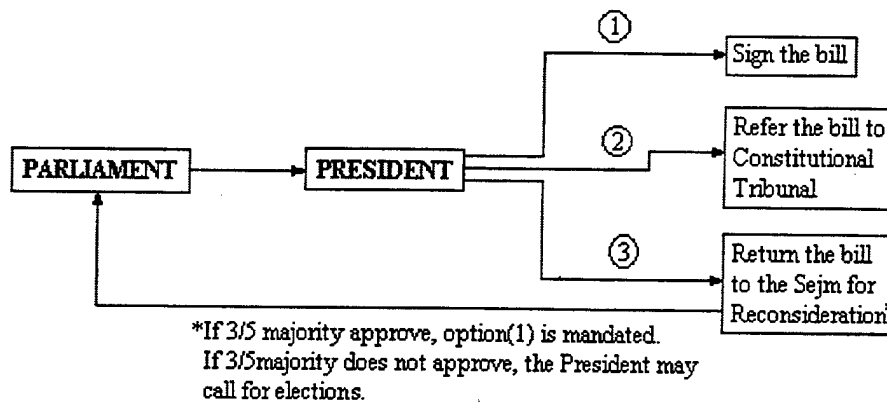 ①
Sign the bill
②
Refer the bill to
Constitutional
Tribunal
PARLIAMENT
PRESIDENT
③
Return the bill
to the Sejm for
Reconsideration*
*If 3/5 majority approve, option(1) is mandated.
If 3/5majority does not approve, the President may
call for elections.